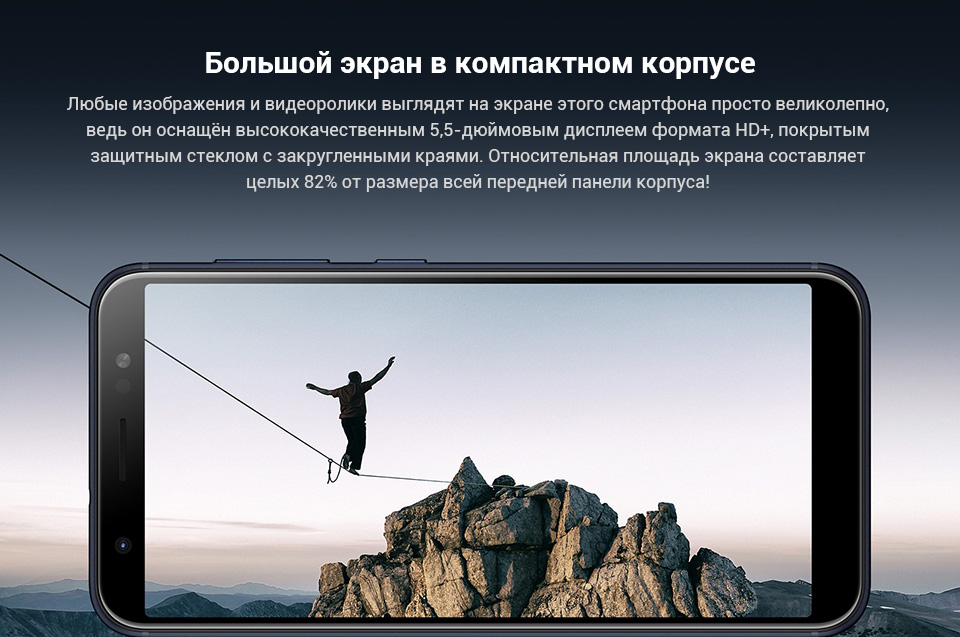 Большой экран в компактном корпусе
Любые изображения и видеоролики выглядят на экране этого смартфона просто великолепно,
ведь он оснащён высококачественным 5,5-дюймовым дисплеем формата HD+, покрытым
защитным стеклом с закругленными краями. Относительная площадь экрана составляет
целых 82% от размера всей передней панели корпуса!